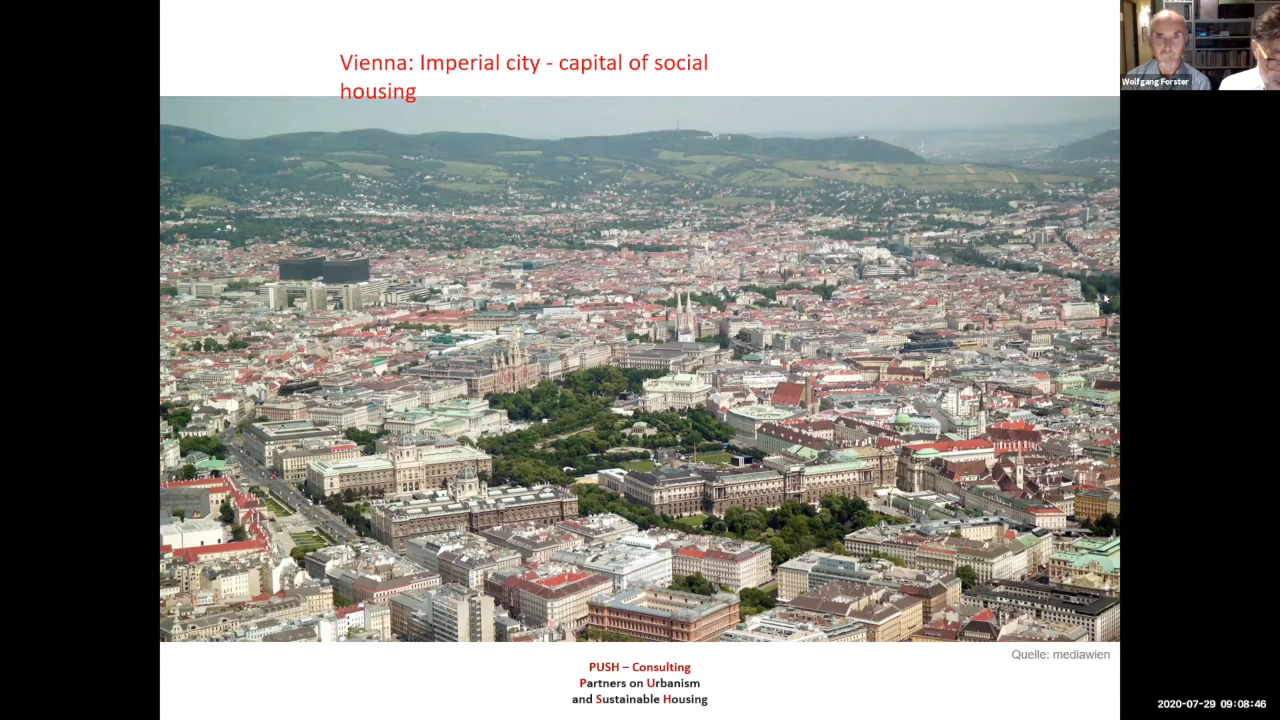 Vienna: Imperial city - capital of social
housing
Wolfgang Forster
Quelle: mediawien
PUSH – Consulting
Partners on Urbanism
and Sustainable Housing
2020-07-29 09:08:46